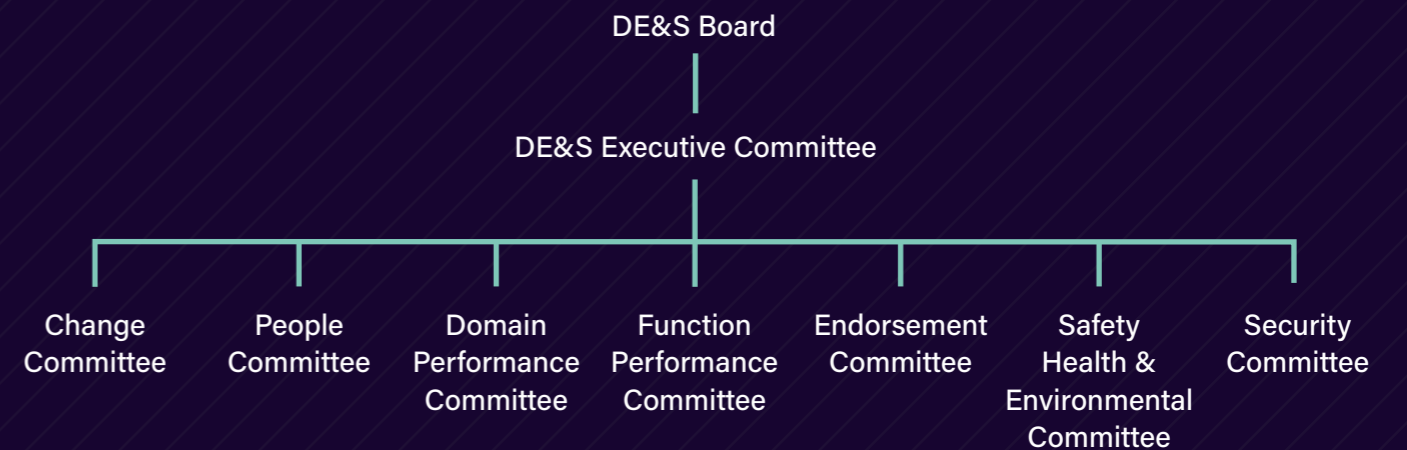 DE&S Board
DE&S Executive Committee
Change
Committee
People
Committee
Domain
Performance
Committee
Function
Performance
Committee
Endorsement
Committee
Safety
Health &
Environmental
Committee
Security
Committee